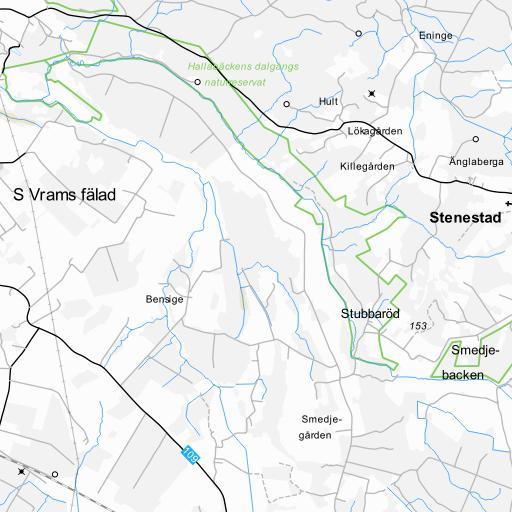 Eninge
Hallabäckens dalgångs
naturreservat
Hult
Lökagården
Killegården
Änglaberga
S Vrams fälad
Stenestad
Bensige
Stubbaröd
153
Smedje-
backen
Smedje-
gården
109